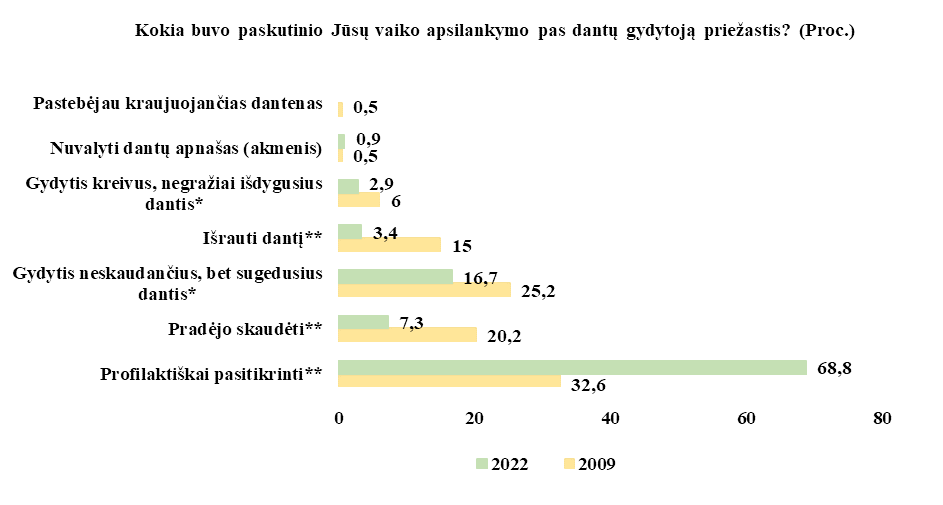 Kokia buvo paskutinio Jūsų vaiko apsilankymo pas dantų gydytoją priežastis? (Proc.)
Pastebėjau kraujuojančias dantenas
0,5
Nuvalyti dantų apnašas (akmenis)
0,9
0,5
Gydytis kreivus, negražiai išdygusius
dantis*
2,9
6
Išrauti dantį**
3,4
15
Gydytis neskaudančius, bet sugedusius
dantis*
16,7
25,2
Pradėjo skaudėti**
7,3
20,2
Profilaktiškai pasitikrinti**
68,8
32,6
0 20 40 60 80
2022 2009